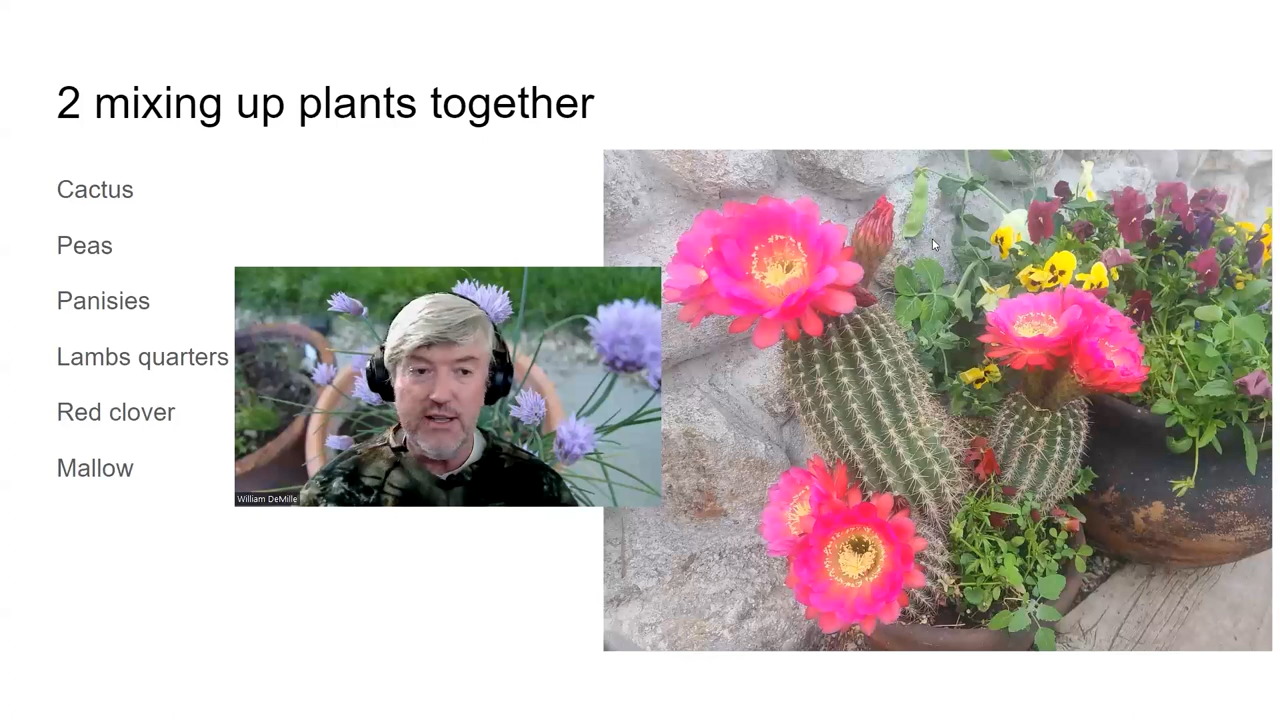 2 mixing up plants together
Cactus
Peas
Panisies
Lambs quarters
Red clover
Mallow
William DeMille